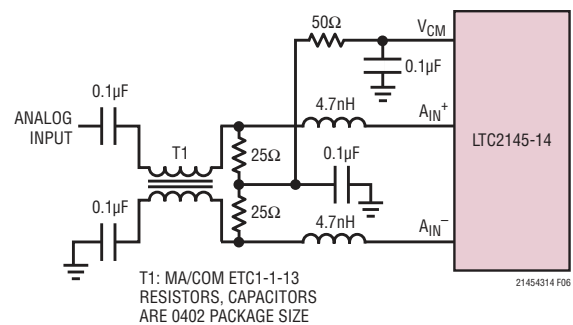 50Ω
VCM
0.1µF
0.1µF
4.7nH
AIN+
ANALOG
INPUT
LTC2145-14
T1
25Ω
0.1µF
0.1µF
25Ω
4.7nH
AIN−
T1: MA/COM ETC1-1-13
RESISTORS, CAPACITORS
ARE 0402 PACKAGE SIZE
21454314 F06